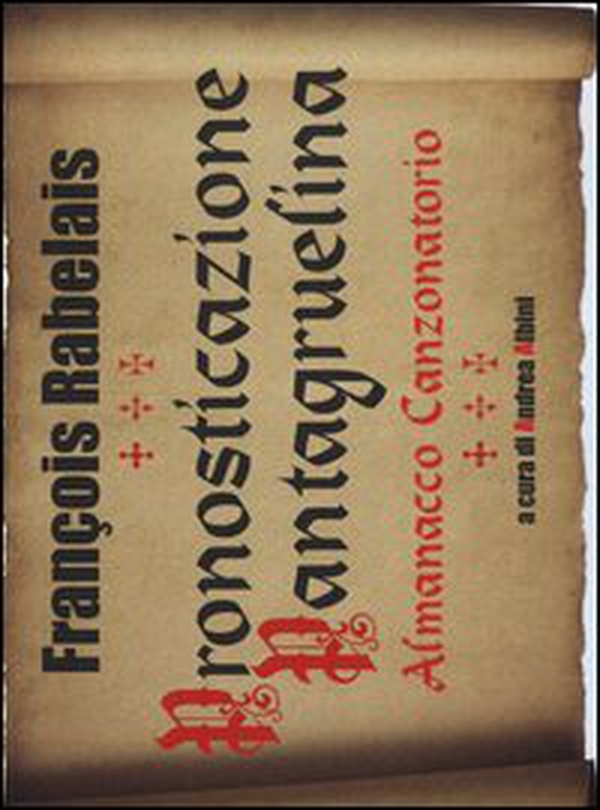 François Rabelais
Pronosticazione
Pantagruelina
Almanacco Canzonatorio
a cura di Andrea Albini